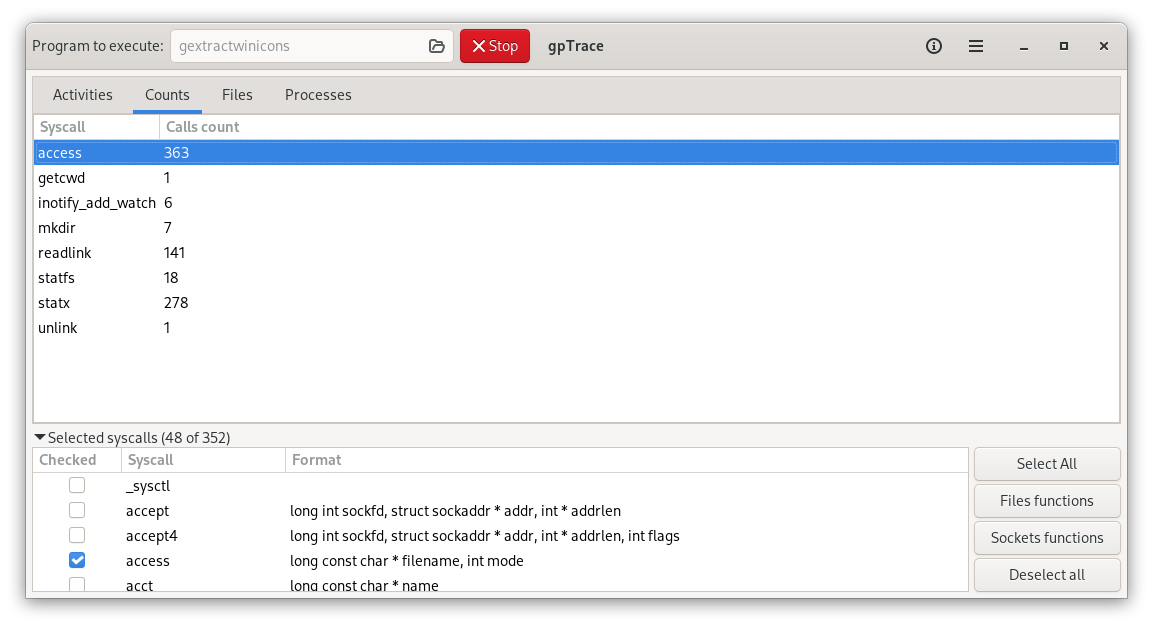 Program to execute: gextractwinicons Stop gpTrace
Activities Counts Files Processes
Syscall Calls count
access 363
getcwd 1
inotify_add_watch 6
mkdir 7
readlink 141
statfs 18
statx 278
unlink 1
Selected syscalls (48 of 352)
Checked Syscall Format
_sysctl
accept long int sockfd, struct sockaddr * addr, int * addrlen
accept4 long int sockfd, struct sockaddr * addr, int * addrlen, int flags
access long const char * filename, int mode
acct long const char * name
Select All
Files functions
Sockets functions
Deselect all